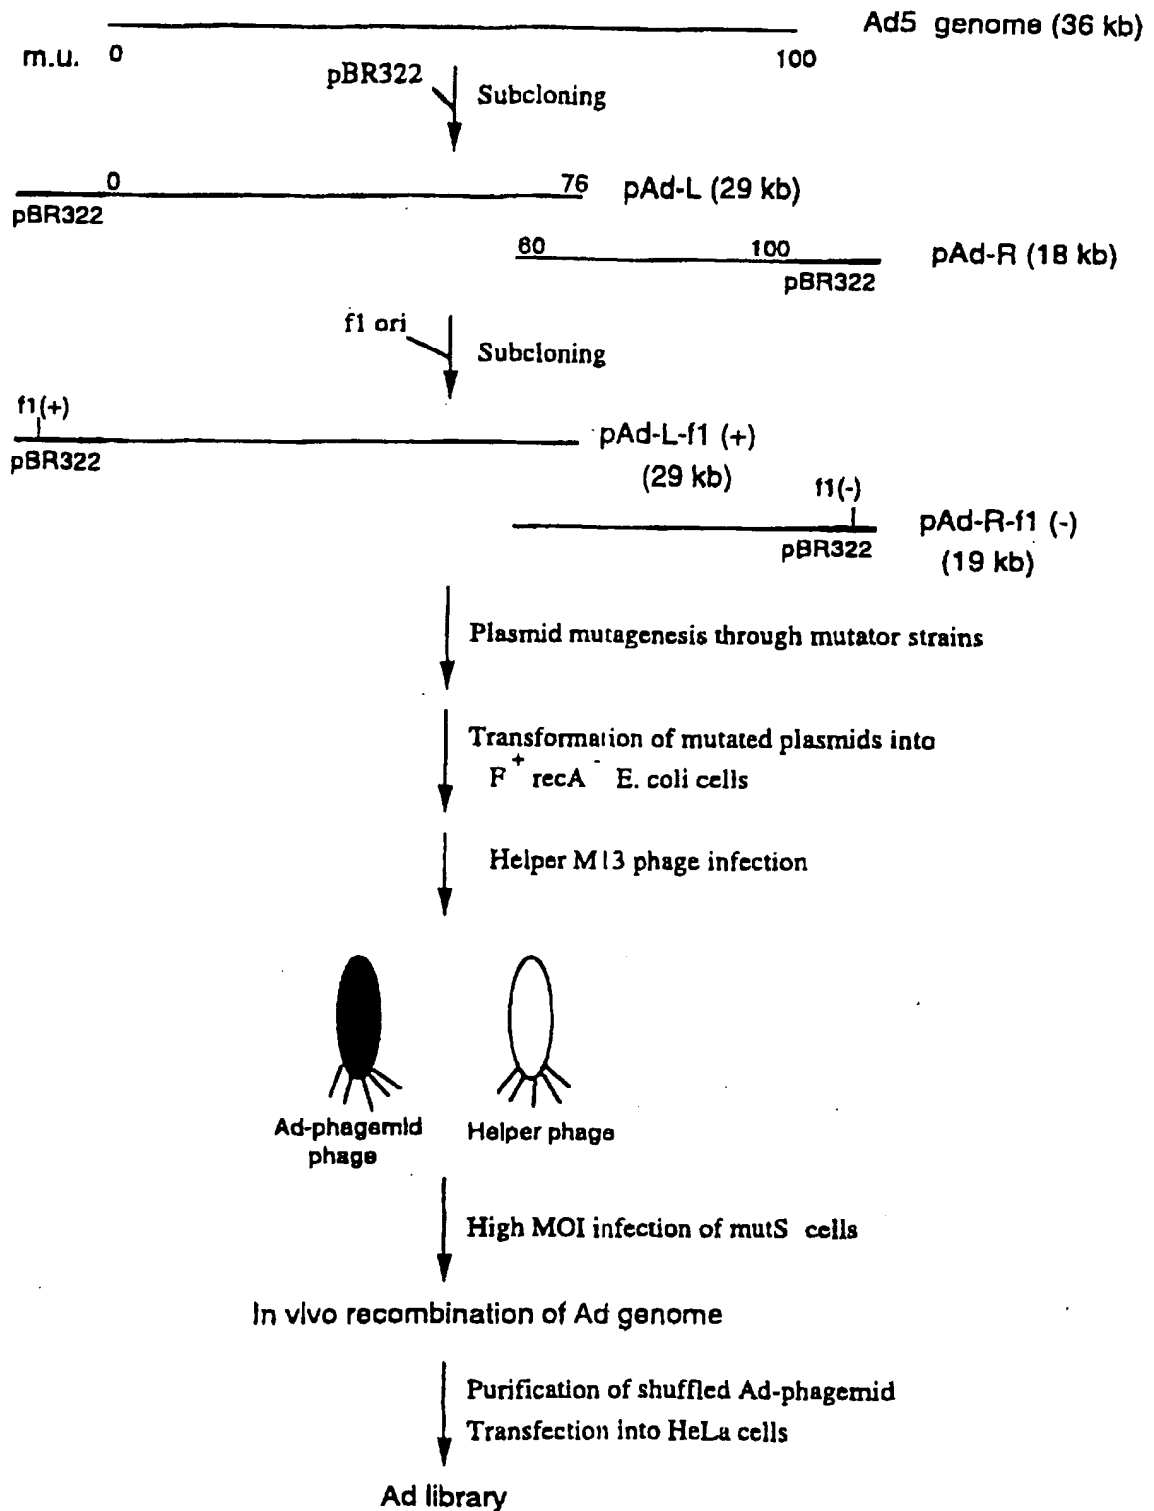 Ad5 genome (36 kb)
m.u. 0 100
pBR322 Subcloning
0 76 pAd-L (29 kb)
pBR322
60 100 pAd-R (18 kb)
pBR322
f1 ori Subcloning
f1(+)
pAd-L-f1 (+)
pBR322
(29 kb)
f1(-)
pAd-R-f1 (-)
pBR322
(19 kb)
Plasmid mutagenesis through mutator strains
Transformation of mutated plasmids into
F+ recA- E. coli cells
Helper M13 phage infection
Ad-phagemid
phage
Helper phage
High MOI infection of mutS cells
In vivo recombination of Ad genome
Purification of shuffled Ad-phagemid
Transfection into HeLa cells
Ad library